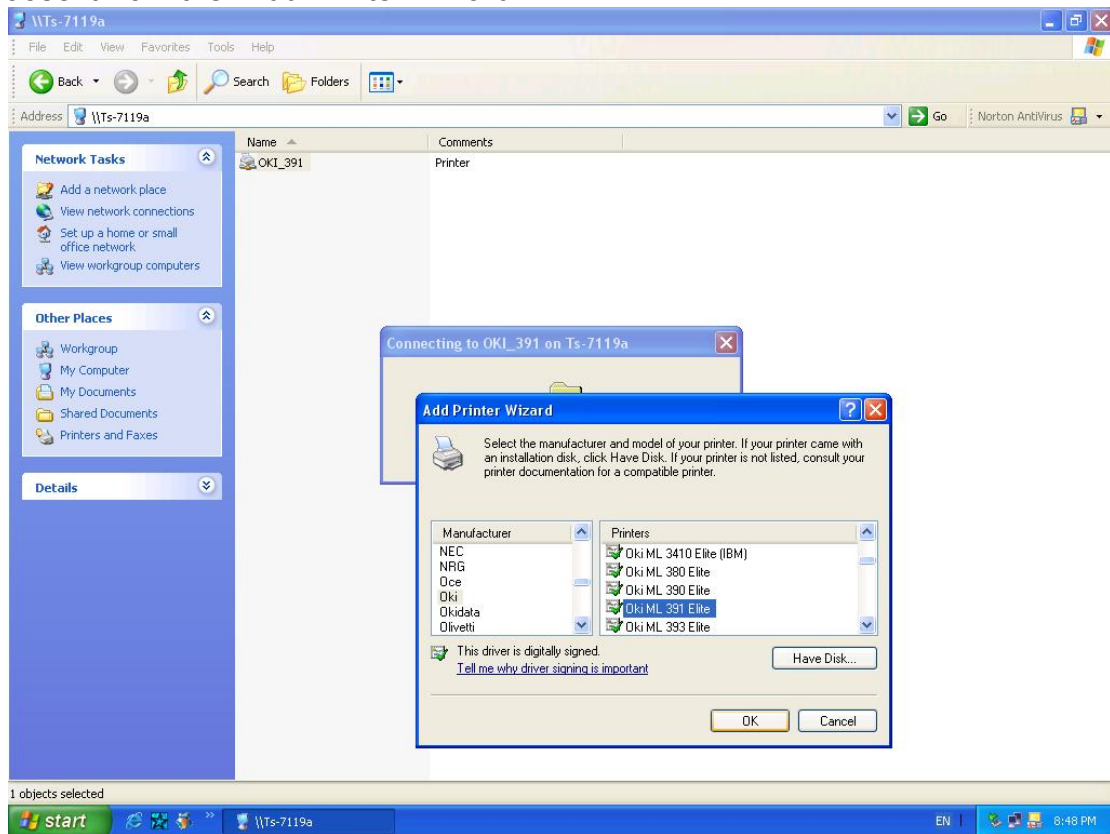 \\Ts-7119a
File Edit View Favorites Tools Help
Back Search Folders
Address \\Ts-7119a Go Norton AntiVirus
Name Comments
Network Tasks
Add a network place
View network connections
Set up a home or small
office network
View workgroup computers
Other Places
Workgroup
My Computer
My Documents
Shared Documents
Printers and Faxes
Details
OKI_391 Printer
Connecting to OKI_391 on Ts-7119a
Add Printer Wizard
Select the manufacturer and model of your printer. If your printer came with
an installation disk, click Have Disk. If your printer is not listed, consult your
printer documentation for a compatible printer.
Manufacturer
NEC
NRG
Oce
Oki
Okidata
Olivetti
Printers
Oki ML 3410 Elite (IBM)
Oki ML 380 Elite
Oki ML 390 Elite
Oki ML 391 Elite
Oki ML 393 Elite
This driver is digitally signed.
Tell me why driver signing is important
Have Disk...
OK Cancel
1 objects selected
start \\Ts-7119a EN 8:48 PM